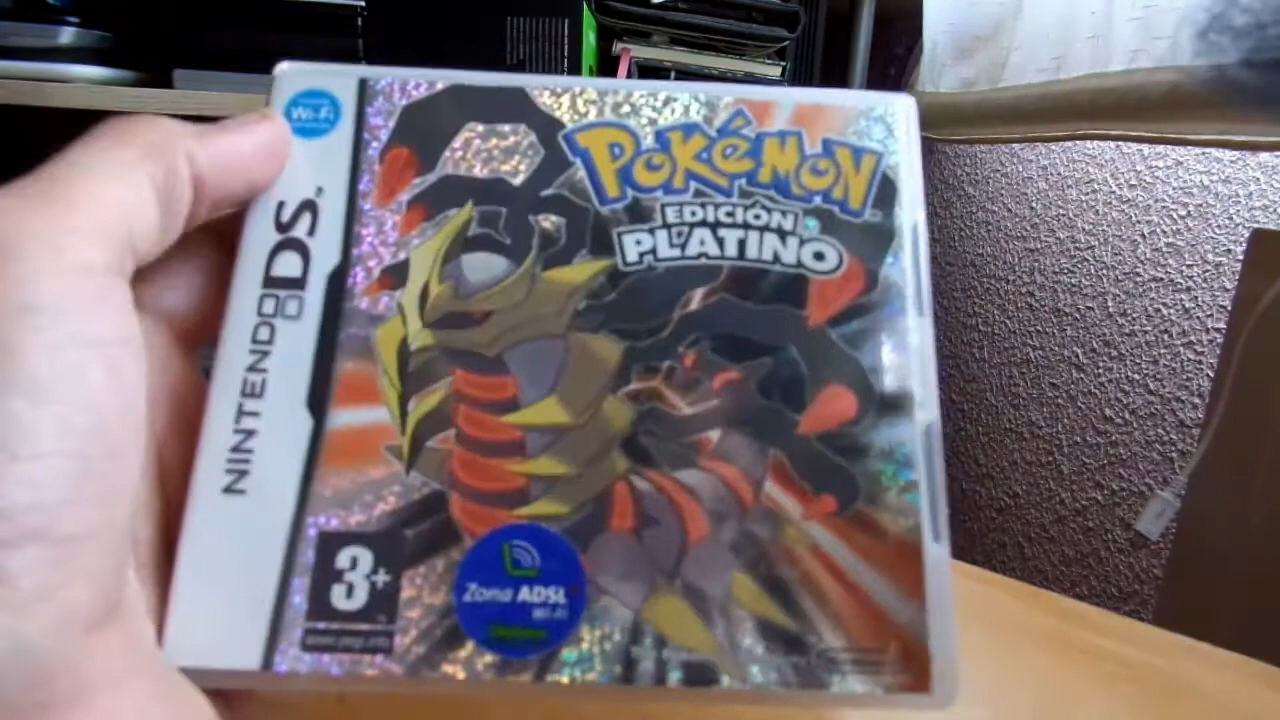 Wi-Fi
NINTENDO DS
POKÉMON
EDICIÓN
PLATINO
3+
Zona ADSL
Wi-Fi